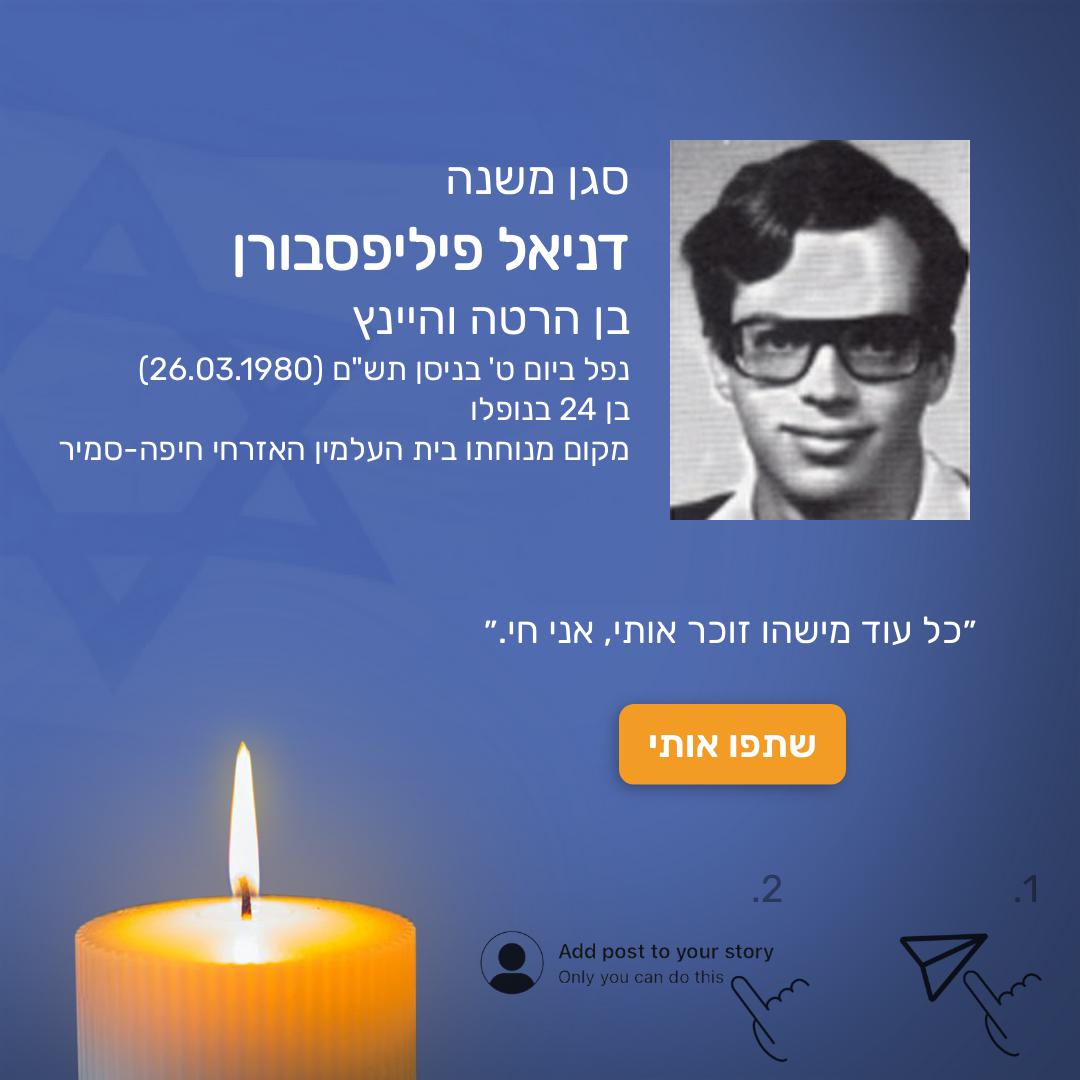 סגן משנה
דניאל פיליפסבורן
בן הרטה והיינץ
נפל ביום ט' בניסן תש"ם (26.03.1980)
בן 24 בנופלו
מקום מנוחתו בית העלמין האזרחי חיפה-סמיר
״כל עוד מישהו זוכר אותי, אני חי.״
שתפו אותי
1.
2.
Add post to your story
Only you can do this